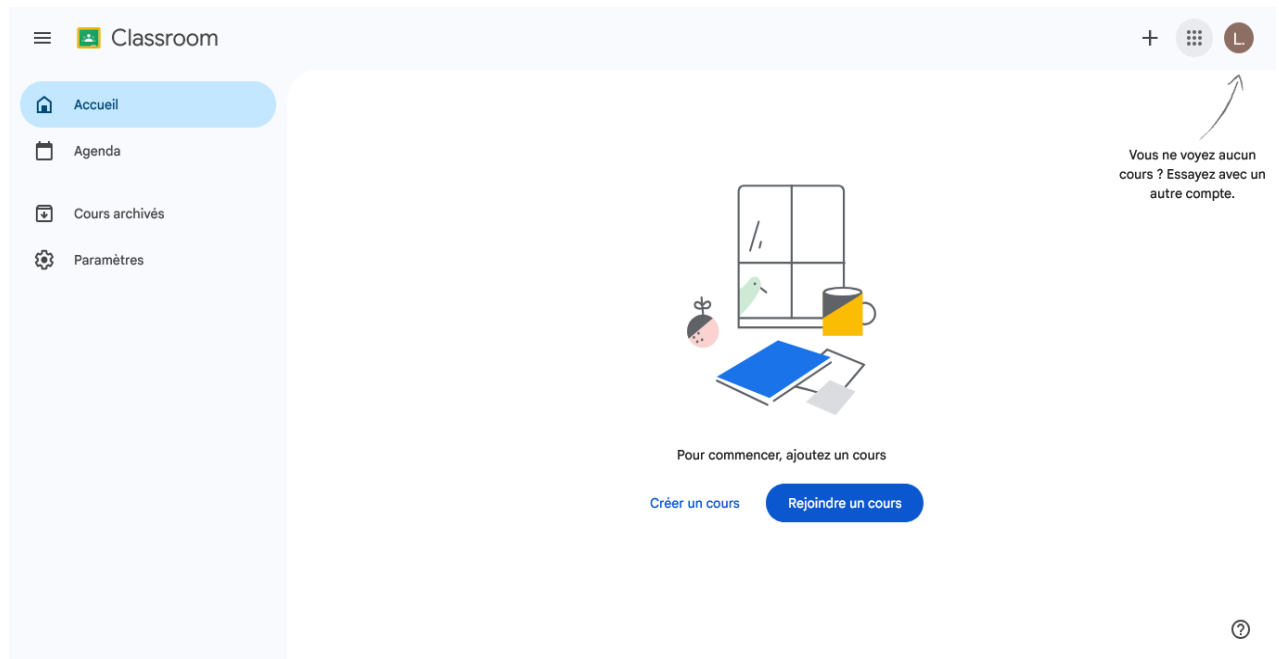 Classroom
L.
Accueil
Agenda
Cours archivés
Paramètres
Vous ne voyez aucun
cours ? Essayez avec un
autre compte.
Pour commencer, ajoutez un cours
Créer un cours
Rejoindre un cours